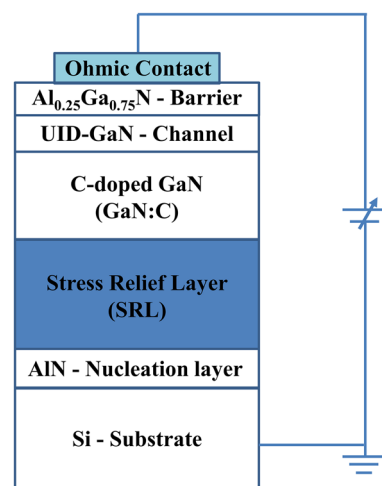 Ohmic Contact
Al₀.₂₅Ga₀.₇₅N - Barrier
UID-GaN - Channel
C-doped GaN
(GaN:C)
Stress Relief Layer
(SRL)
AlN - Nucleation layer
Si - Substrate